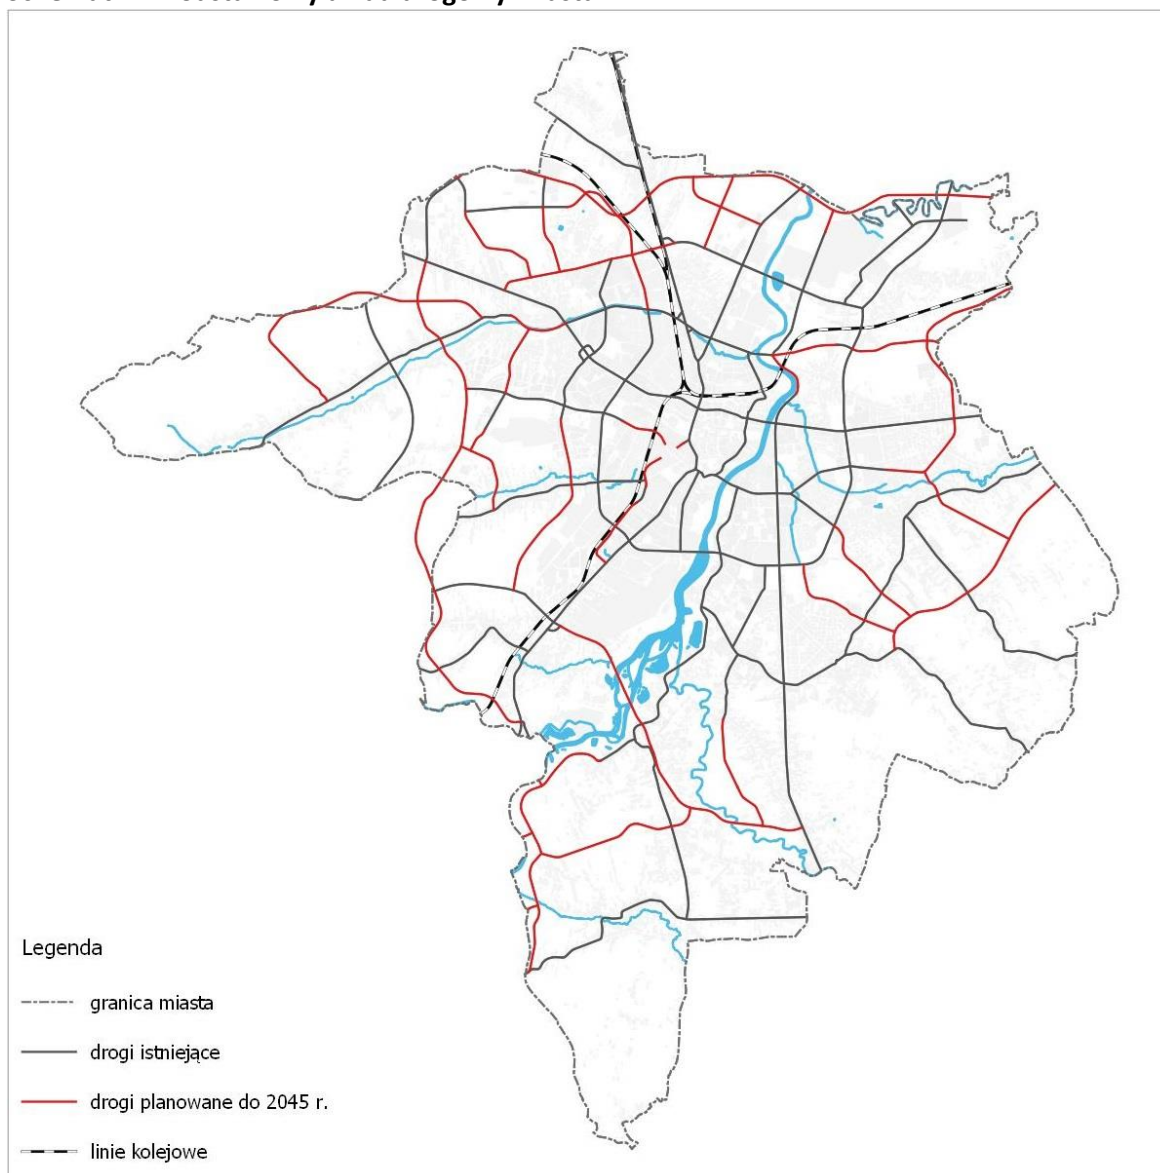 Legenda
granica miasta
drogi istniejące
drogi planowane do 2045 r.
linie kolejowe